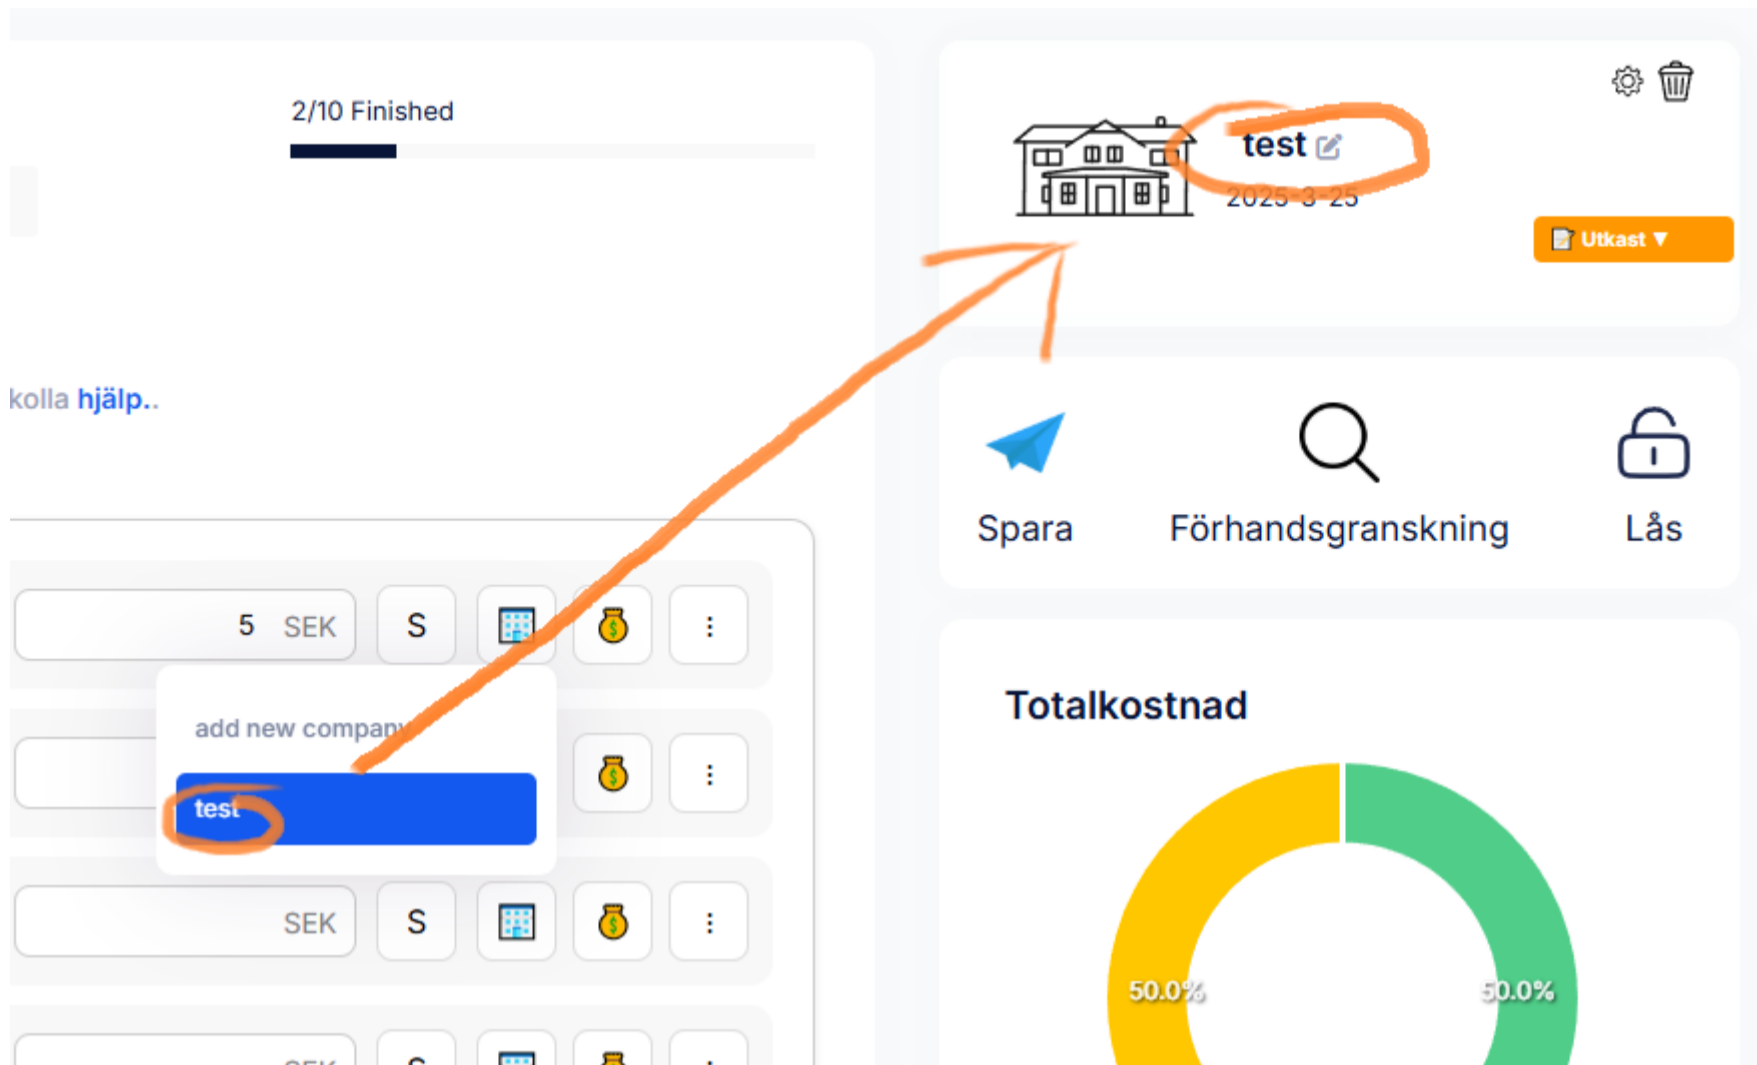 2/10 Finished
test
2025-3-25
Utkast ▼
kolla hjälp..
Spara
Förhandsgranskning
Lås
5 SEK S ⋮
add new company
⋮
test
SEK S ⋮
Totalkostnad
50.0%
50.0%